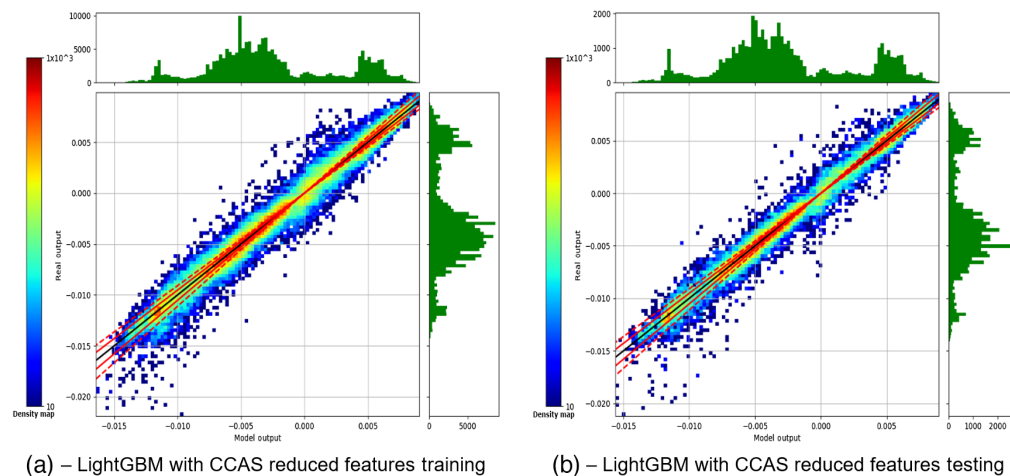 10000
5000
0
1x10^3
0.005
0.000
−0.005
−0.010
−0.015
−0.020
Real output
10
Density map
−0.015 −0.010 −0.005 0.000 0.005
Model output
0 5000
(a) – LightGBM with CCAS reduced features training
2000
1000
0
1x10^3
0.005
0.000
−0.005
−0.010
−0.015
−0.020
Real output
10
Density map
−0.015 −0.010 −0.005 0.000 0.005
Model output
0 1000 2000
(b) – LightGBM with CCAS reduced features testing